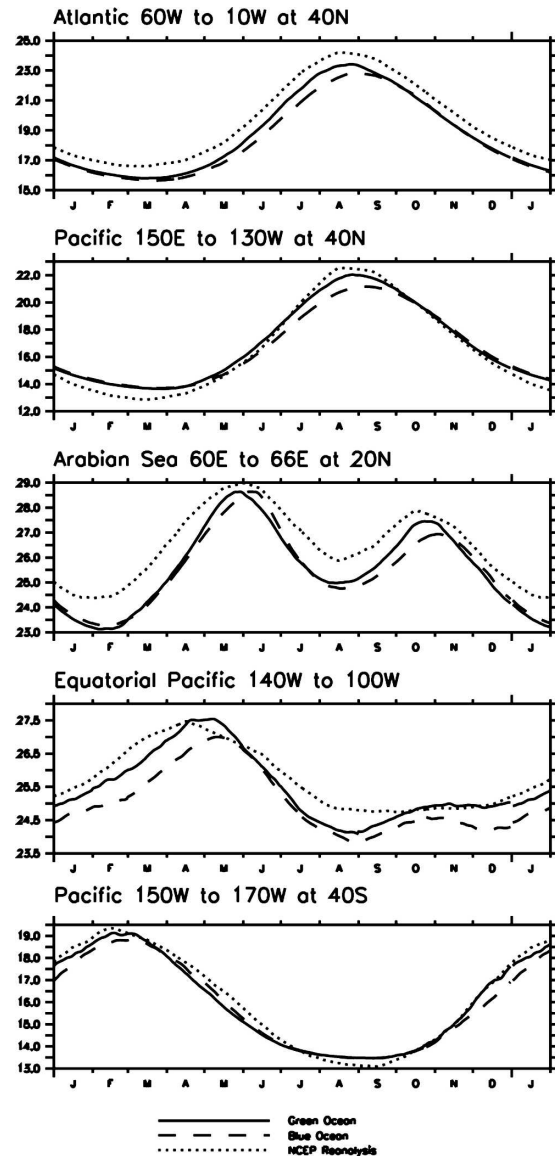 Atlantic 60W to 10W at 40N
25.0
23.0
21.0
19.0
17.0
15.0
J F M A M J J A S O N D J
Pacific 150E to 130W at 40N
22.0
20.0
18.0
16.0
14.0
12.0
J F M A M J J A S O N D J
Arabian Sea 60E to 66E at 20N
29.0
28.0
27.0
26.0
25.0
24.0
23.0
J F M A M J J A S O N D J
Equatorial Pacific 140W to 100W
27.5
26.5
25.5
24.5
23.5
J F M A M J J A S O N D J
Pacific 150W to 170W at 40S
19.0
18.0
17.0
16.0
15.0
14.0
13.0
J F M A M J J A S O N D J
Green Ocean
Blue Ocean
NCEP Reanalysis